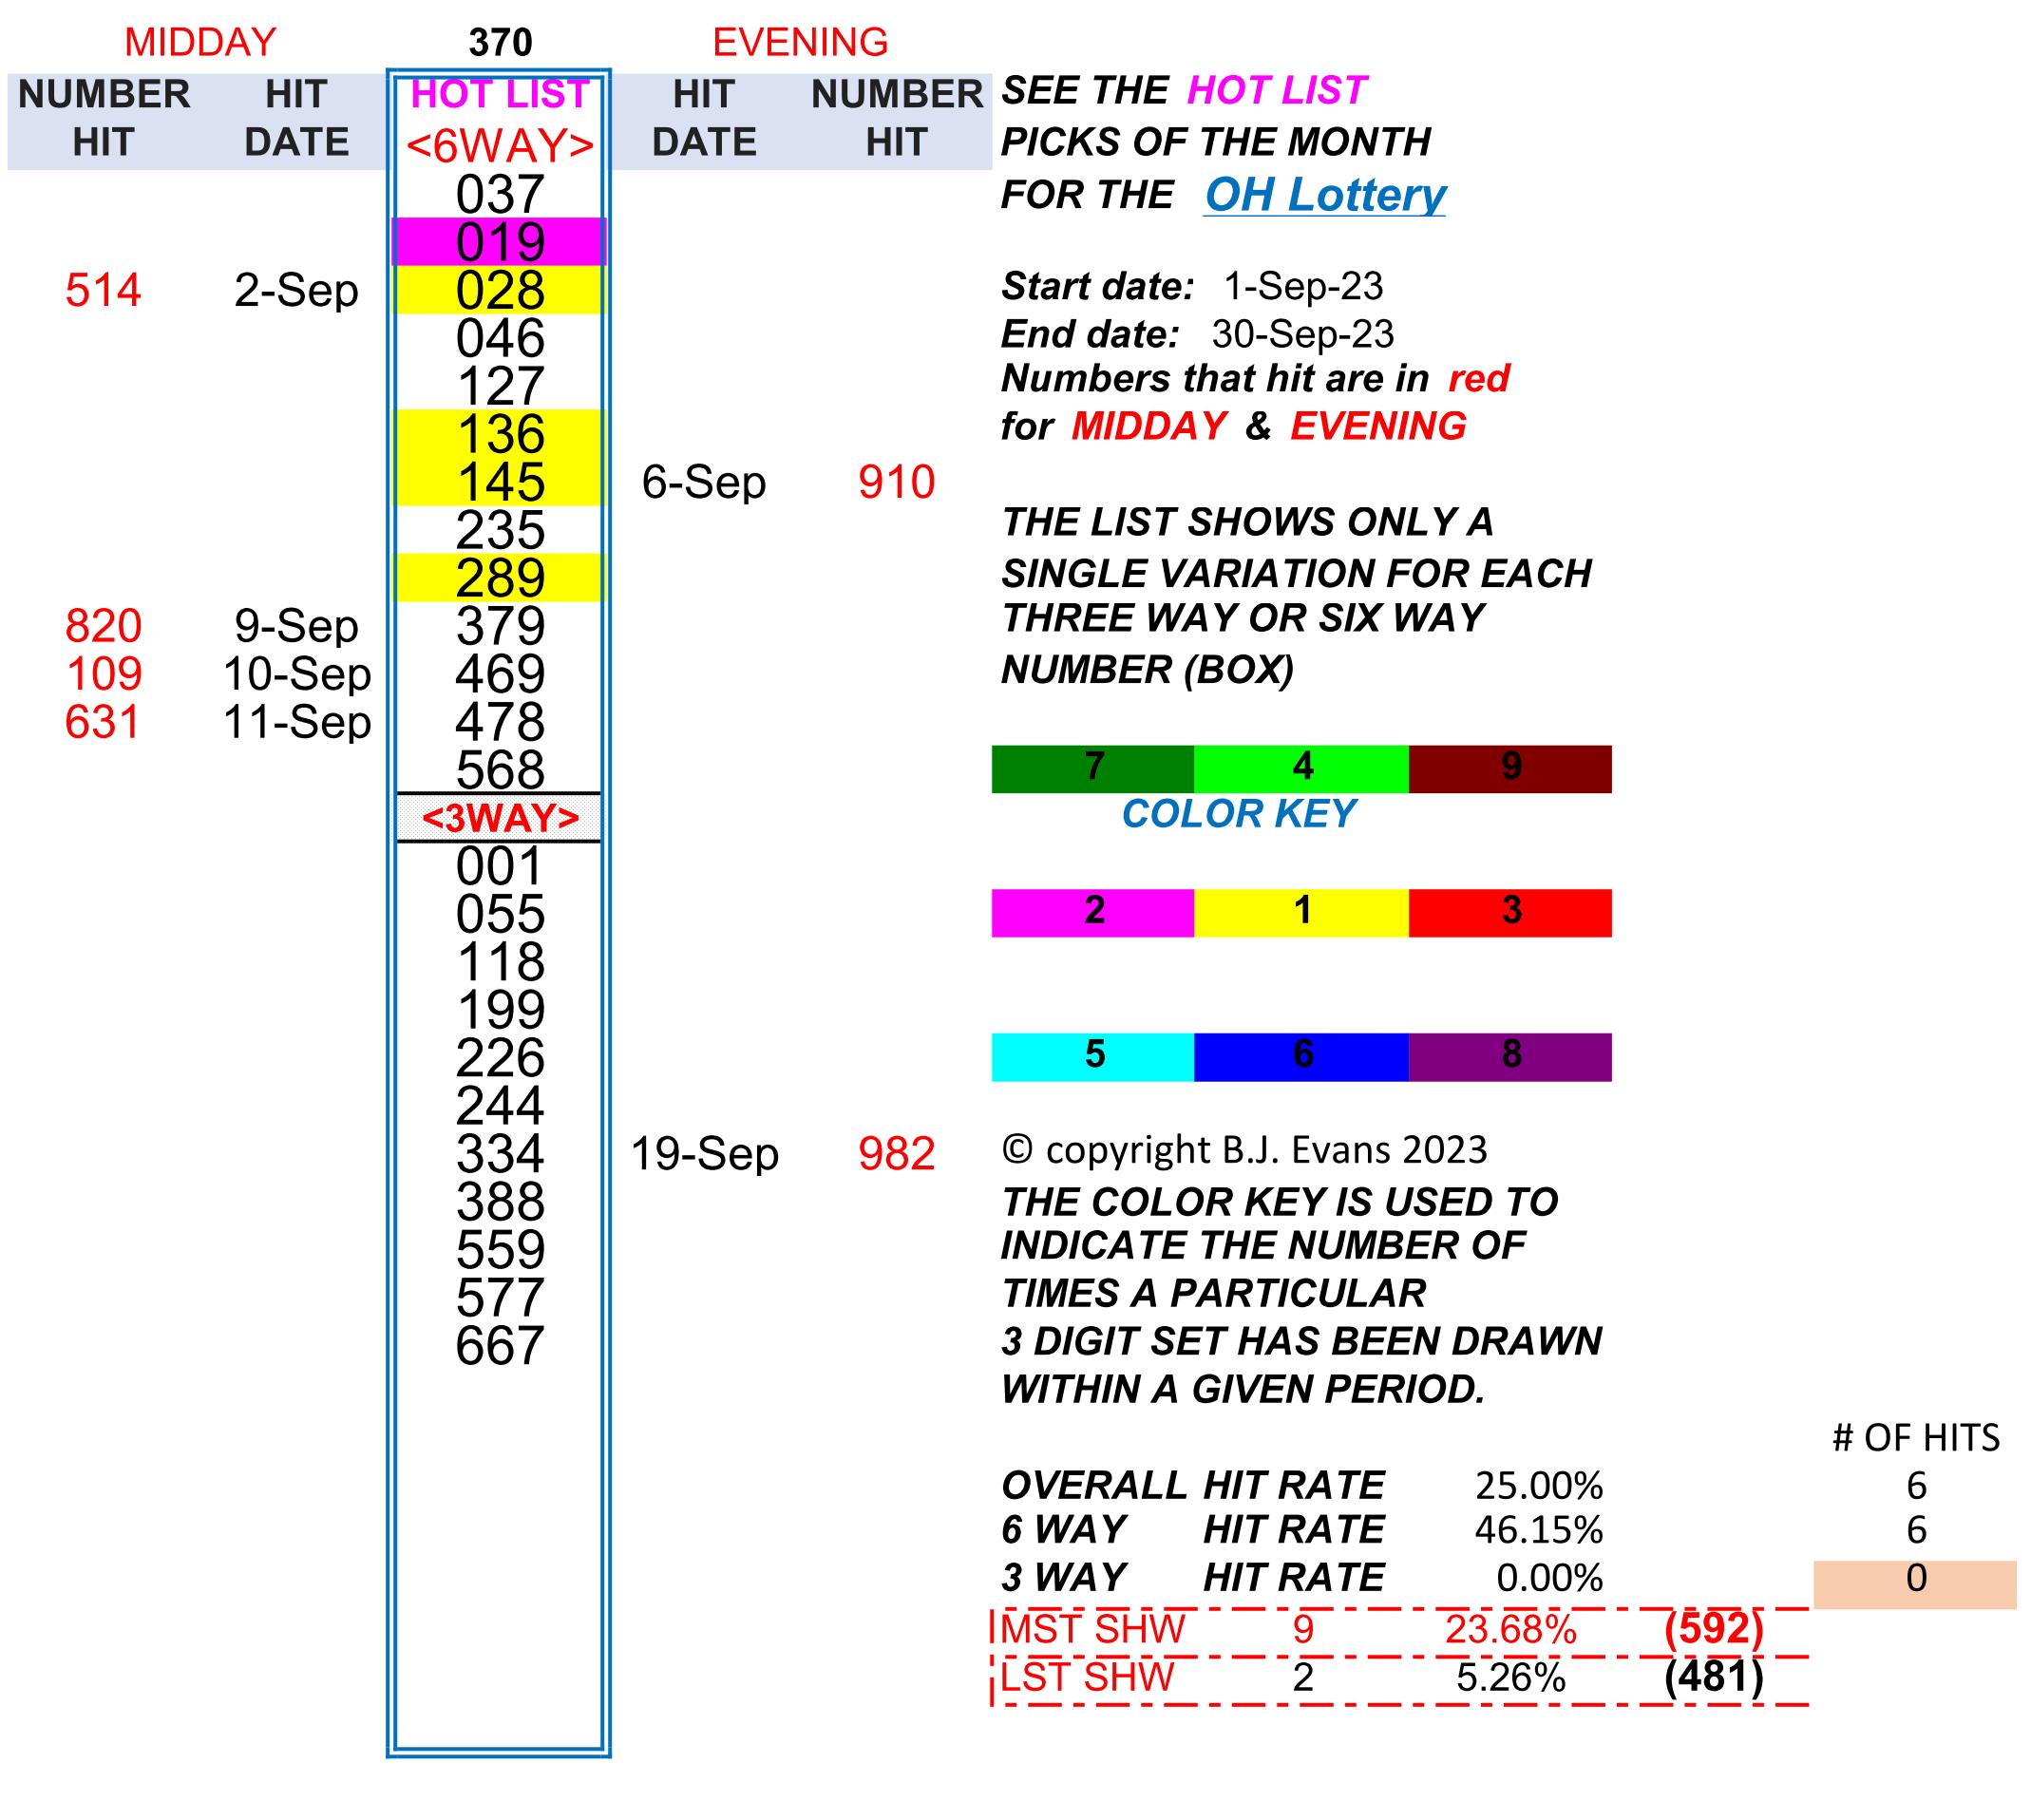 MIDDAY 370 EVENING
NUMBER HIT HOT LIST HIT NUMBER SEE THE HOT LIST
HIT DATE <6WAY> DATE HIT PICKS OF THE MONTH
037 FOR THE OH Lottery
019
514 2-Sep 028 Start date: 1-Sep-23
046 End date: 30-Sep-23
127 Numbers that hit are in red
136 for MIDDAY & EVENING
145 6-Sep 910
235 THE LIST SHOWS ONLY A
289 SINGLE VARIATION FOR EACH
820 9-Sep 379 THREE WAY OR SIX WAY
109 10-Sep 469 NUMBER (BOX)
631 11-Sep 478
568 7 4 9
<3WAY> COLOR KEY
001
055 2 1 3
118
199
226 5 6 8
244
334 19-Sep 982 © copyright B.J. Evans 2023
388 THE COLOR KEY IS USED TO
559 INDICATE THE NUMBER OF
577 TIMES A PARTICULAR
667 3 DIGIT SET HAS BEEN DRAWN
WITHIN A GIVEN PERIOD.
# OF HITS
OVERALL HIT RATE 25.00% 6
6 WAY HIT RATE 46.15% 6
3 WAY HIT RATE 0.00% 0
MST SHW 9 23.68% (592)
LST SHW 2 5.26% (481)